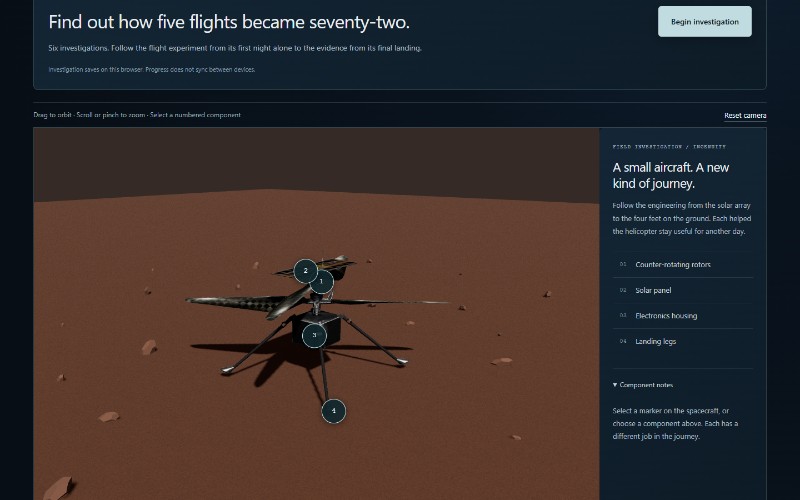 Find out how five flights became seventy-two.
Begin investigation
Six investigations. Follow the flight experiment from its first night alone to the evidence from its final landing.
Investigation saves on this browser. Progress does not sync between devices.
Drag to orbit · Scroll or pinch to zoom · Select a numbered component
Reset camera
2
1
3
4
FIELD INVESTIGATION / INGENUITY
A small aircraft. A new
kind of journey.
Follow the engineering from the solar array
to the four feet on the ground. Each helped
the helicopter stay useful for another day.
01 Counter-rotating rotors
02 Solar panel
03 Electronics housing
04 Landing legs
▼ Component notes
Select a marker on the spacecraft, or
choose a component above. Each has a
different job in the journey.